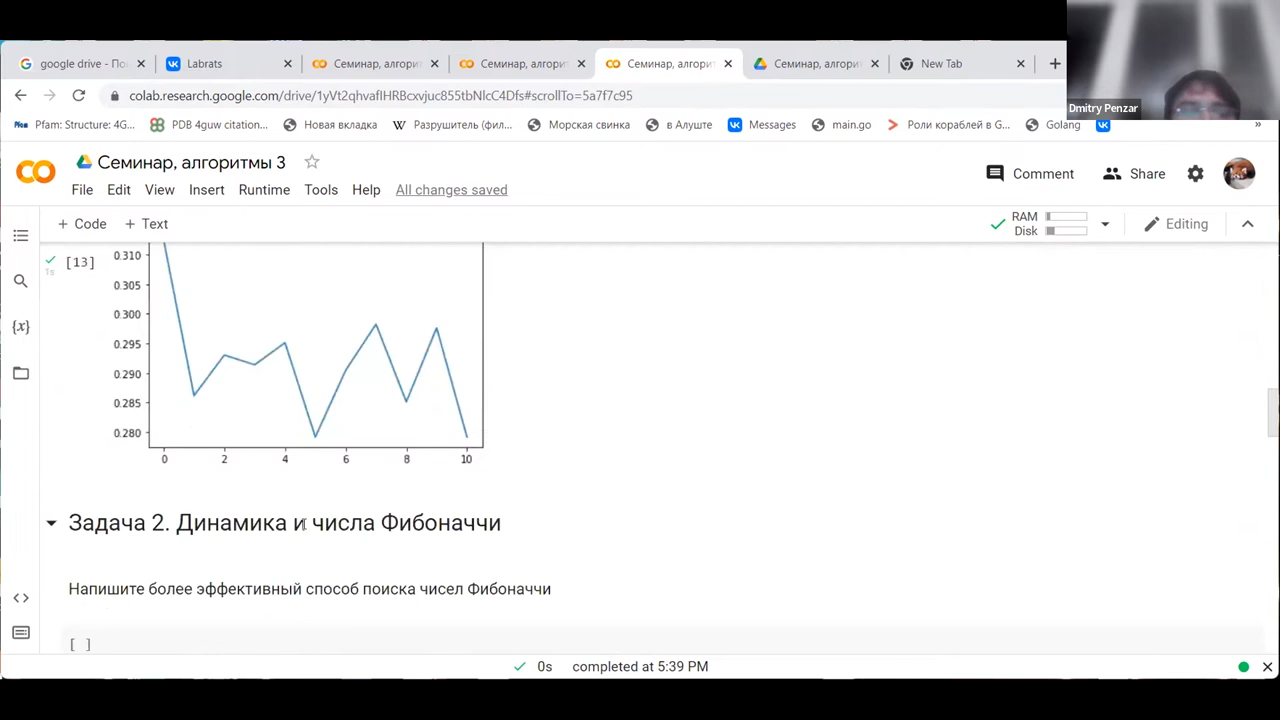 google drive - По
Labrats
Семинар, алгорит
Семинар, алгорит
Семинар, алгорит
Семинар, алгорит
New Tab
colab.research.google.com/drive/1yVt2qhvafIHRBcxvjuc855tbNlcC4Dfs#scrollTo=5a7f7c95
Dmitry Penzar
Pfam: Structure: 4G...
PDB 4guw citation...
Новая вкладка
Разрушитель (фил...
Морская свинка
в Алуште
Messages
main.go
Роли кораблей в G...
Golang
»
CO
Семинар, алгоритмы 3
Comment
Share
File Edit View Insert Runtime Tools Help All changes saved
+ Code + Text
RAM
Disk
Editing
[13]
1s
0.310
0.305
0.300
0.295
0.290
0.285
0.280
0 2 4 6 8 10
Задача 2. Динамика и числа Фибоначчи
Напишите более эффективный способ поиска чисел Фибоначчи
[ ]
0s completed at 5:39 PM